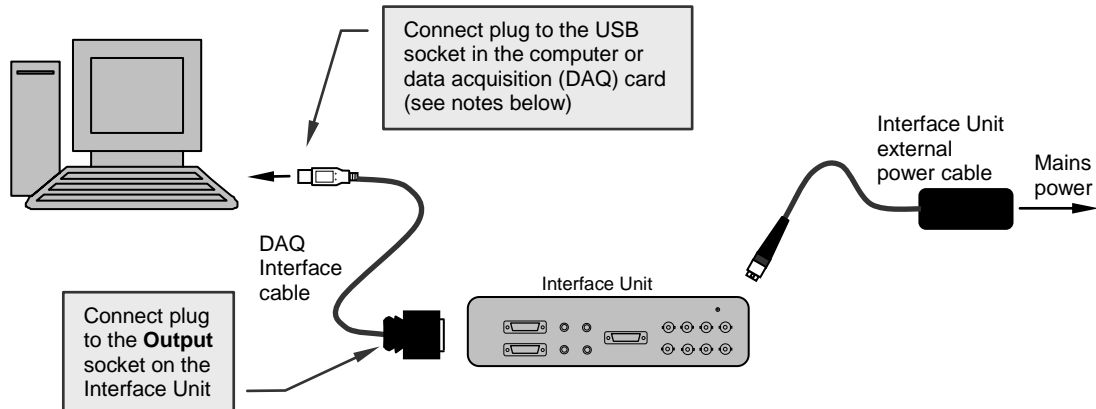 Connect plug to the USB
socket in the computer or
data acquisition (DAQ) card
(see notes below)
Interface Unit
external
power cable
Mains
power
DAQ
Interface
cable
Interface Unit
Connect plug
to the Output
socket on the
Interface Unit